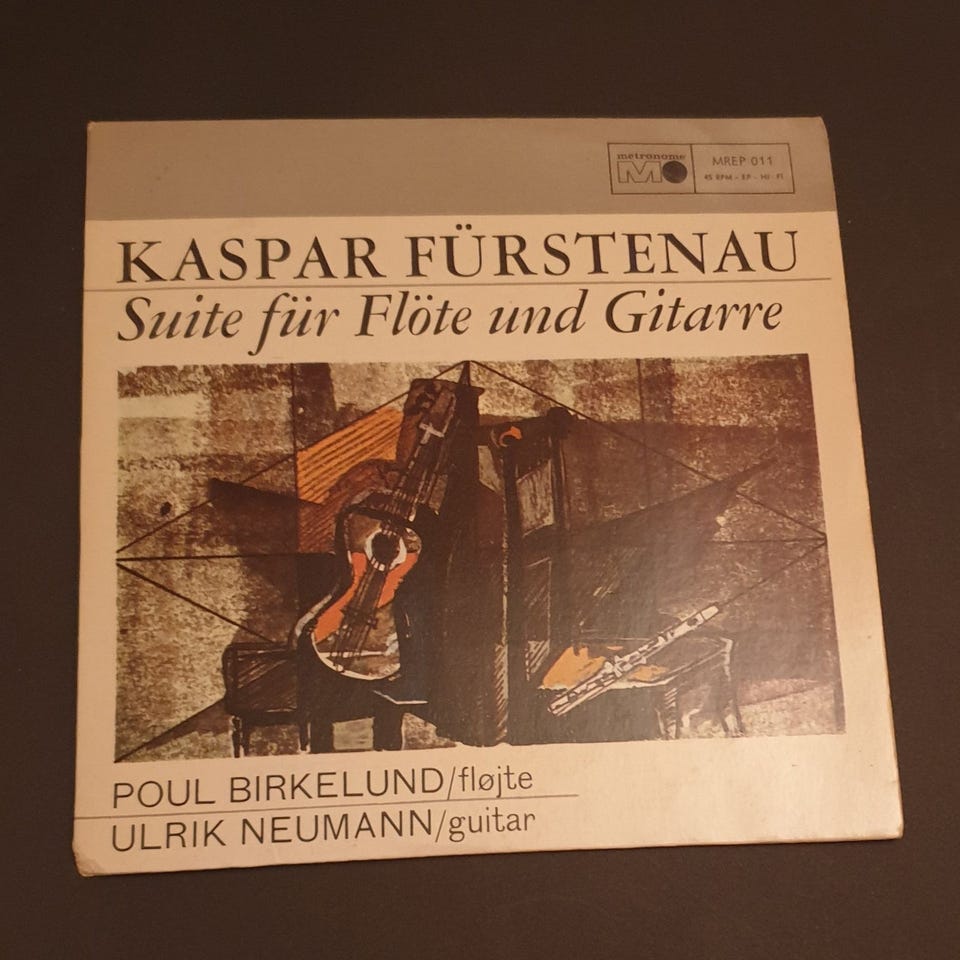 metronome
MREP 011
45 RPM - EP - HI-FI
KASPAR FÜRSTENAU
Suite für Flöte und Gitarre
POUL BIRKELUND/fløjte
ULRIK NEUMANN/guitar